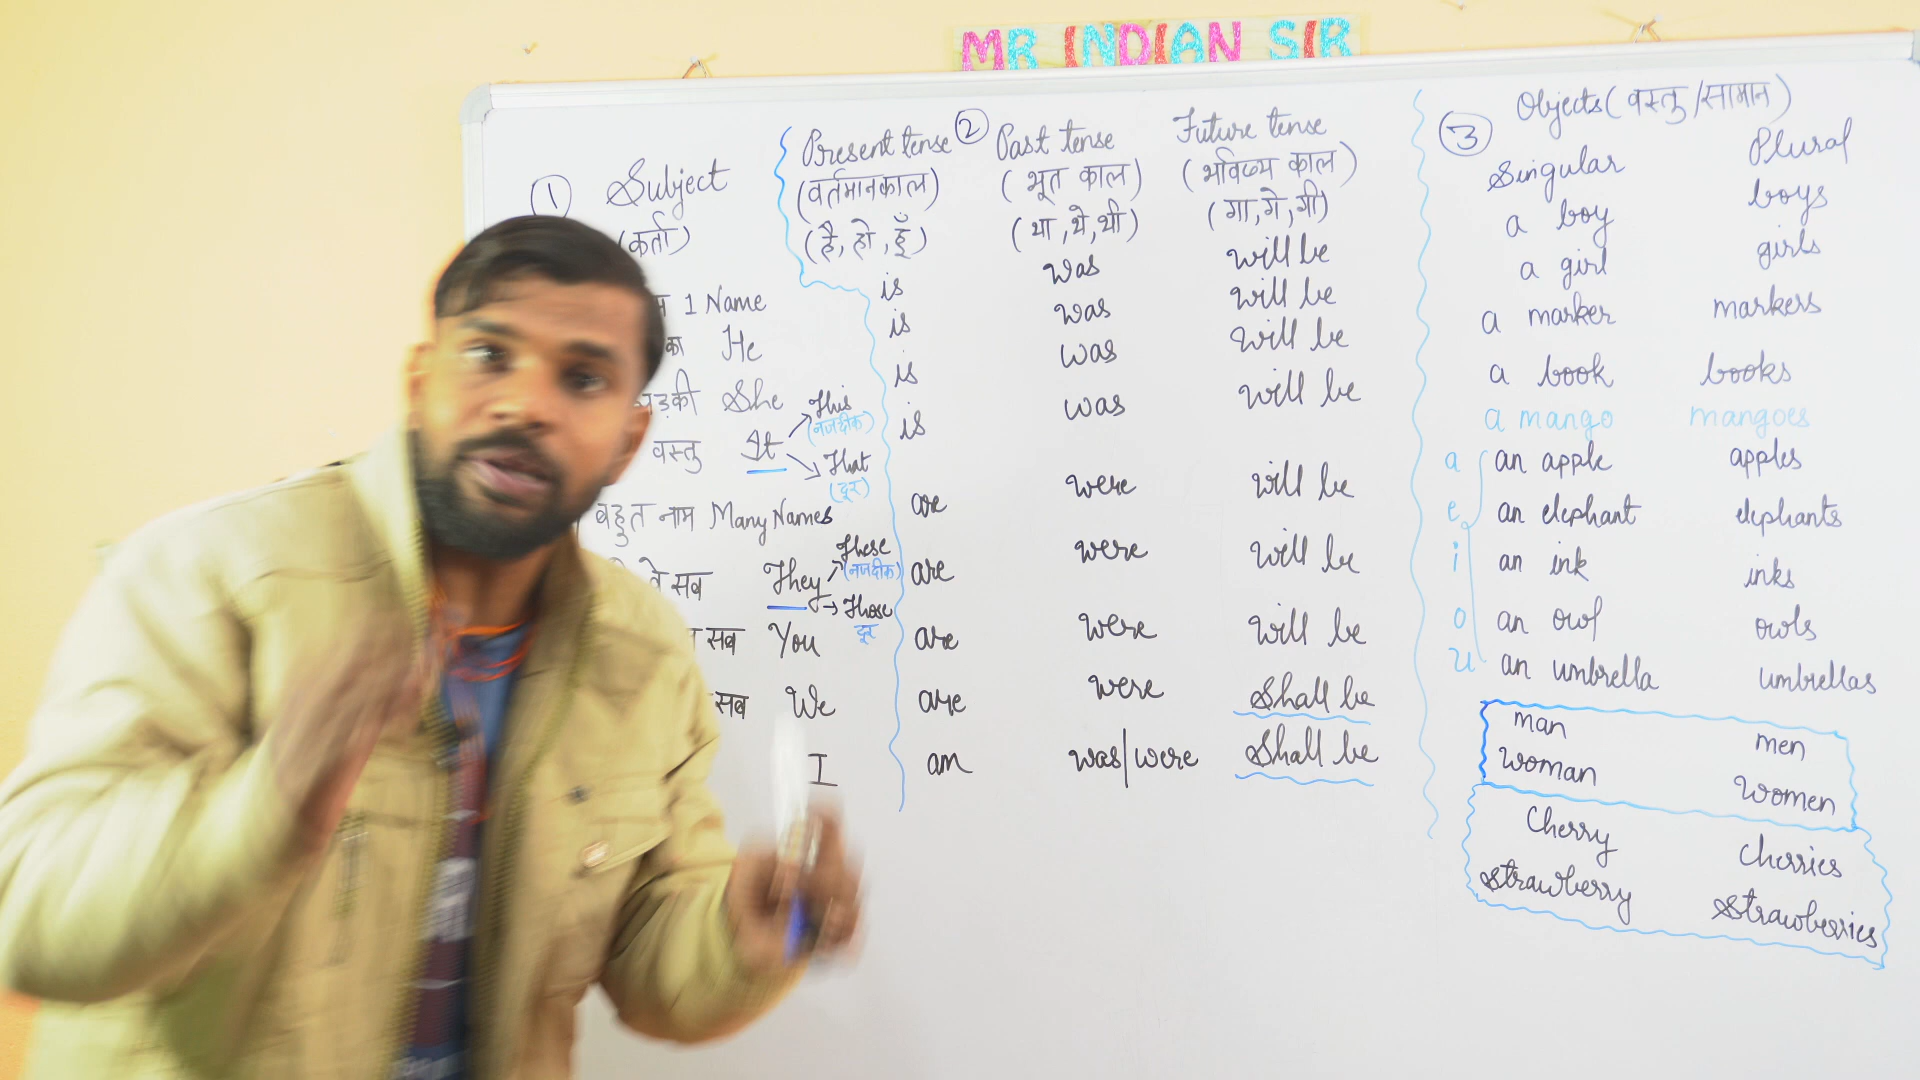 MR INDIAN SIR
1 Subject
(कर्ता)
1 Name
He
She
This
(नजदीक)
वस्तु It
That
(दूर)
बहुत नाम Many Names
These
(नजदीक)
वे सब They
Those
दूर
सब You
सब We
I
2
Present tense Past tense Future tense
(वर्तमानकाल) (भूत काल) (भविष्य काल)
(है, हो, हूँ) (था, थे, थी) (गा, गे, गी)
is was will be
is was will be
is was will be
is was will be
are were will be
are were will be
are were will be
are were Shall be
am was/were Shall be
3 Objects (वस्तु/सामान)
Singular Plural
a boy boys
a girl girls
a marker markers
a book books
a mango mangoes
a an apple apples
e an elephant elephants
i an ink inks
o an owl owls
u an umbrella umbrellas
man men
woman women
Cherry Cherries
Strawberry Strawberries